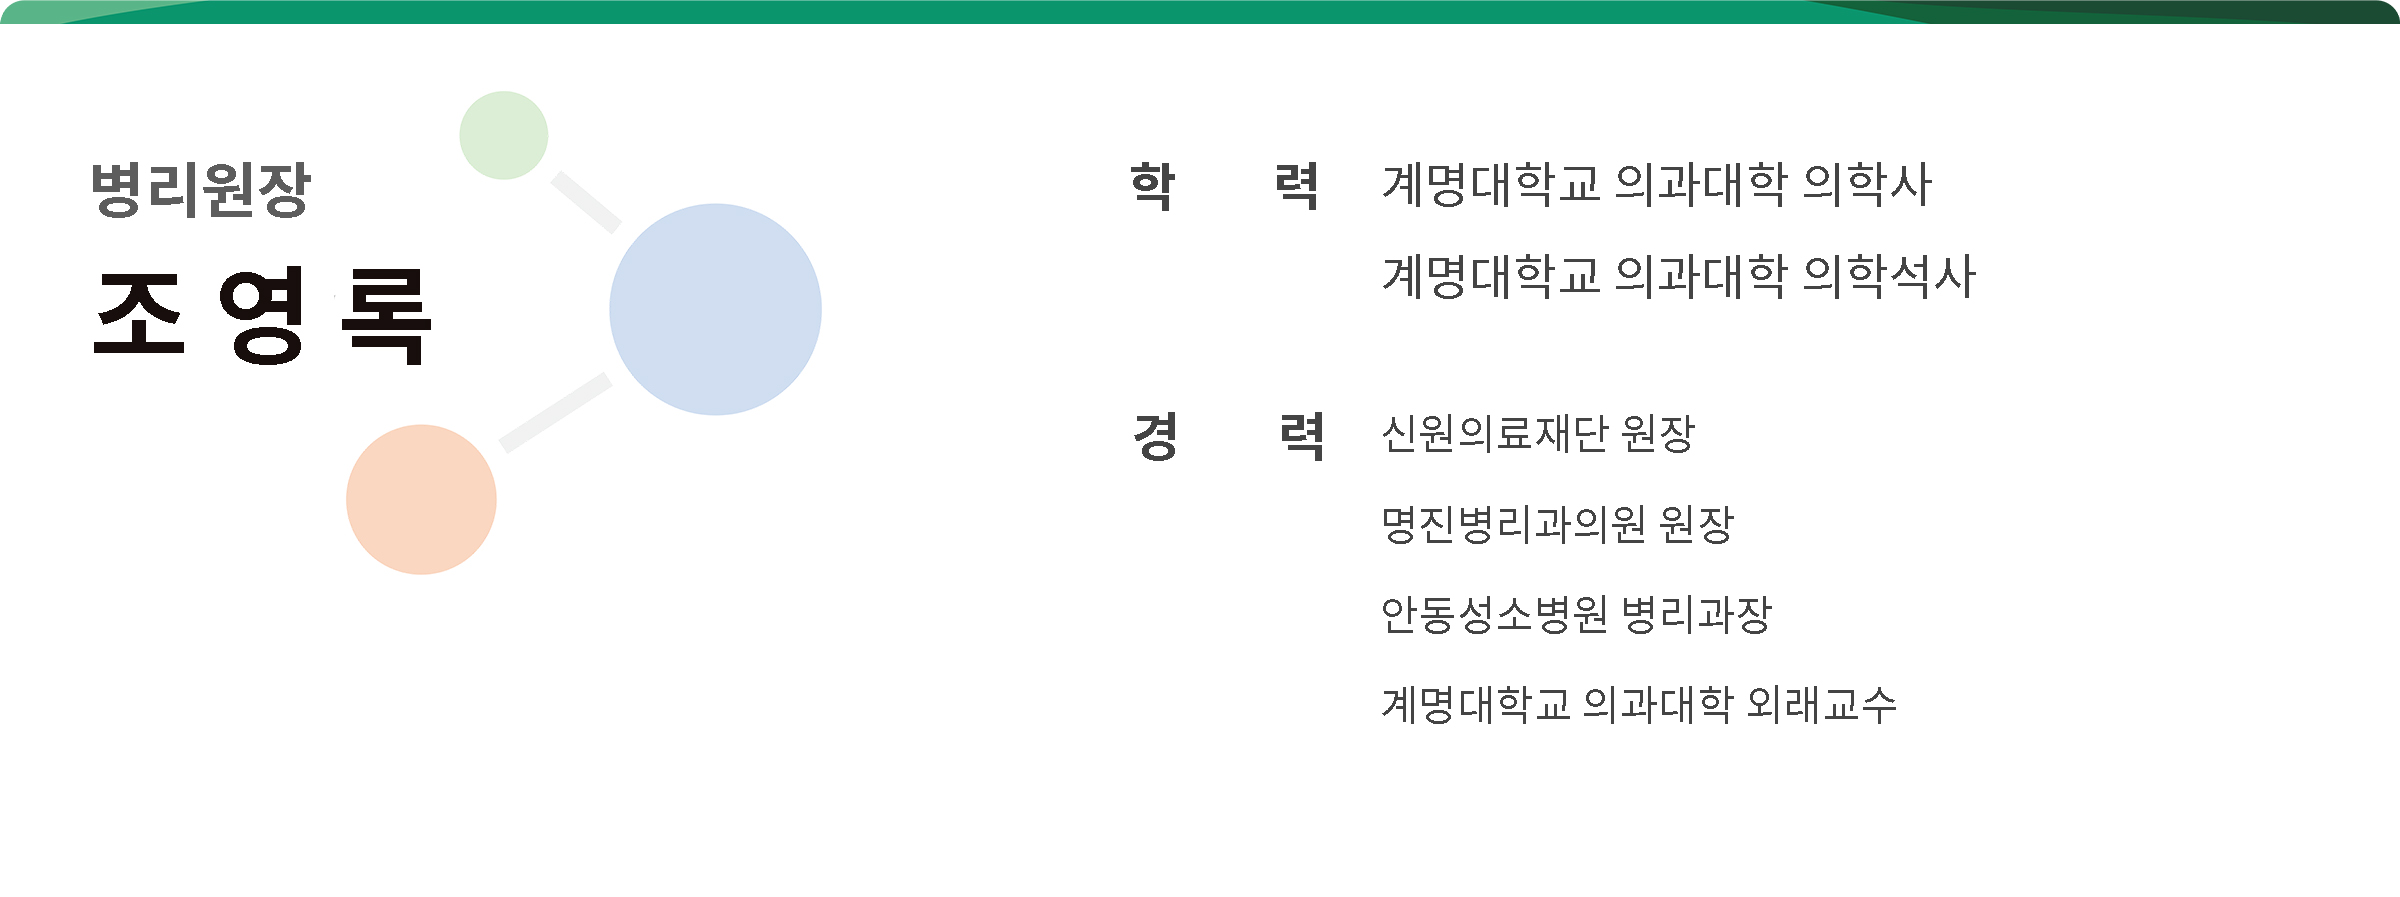 병리원장
조 영 록
학 력 계명대학교 의과대학 의학사
계명대학교 의과대학 의학석사
경 력 신원의료재단 원장
명진병리과의원 원장
안동성소병원 병리과장
계명대학교 의과대학 외래교수